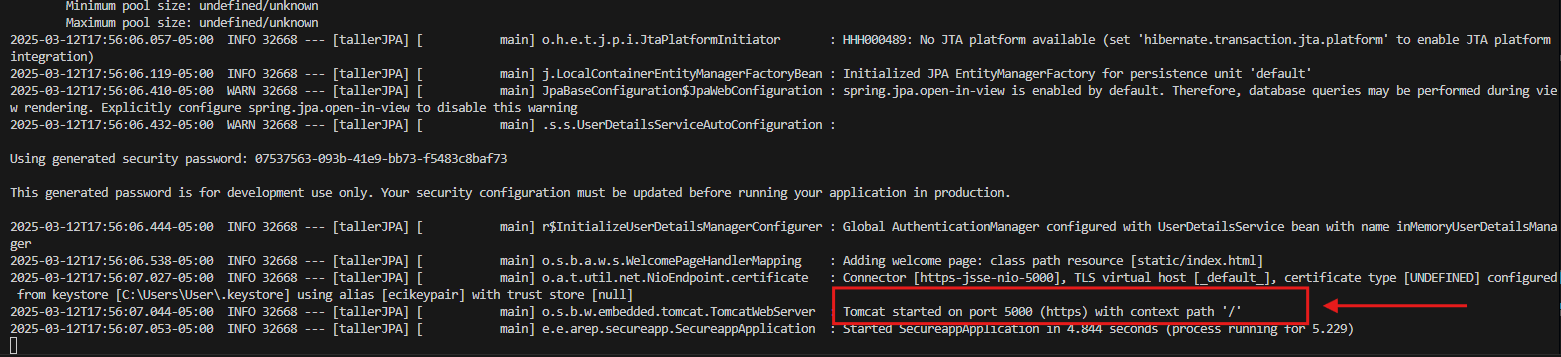 Minimum pool size: undefined/unknown
Maximum pool size: undefined/unknown
2025-03-12T17:56:06.057-05:00  INFO 32668 --- [tallerJPA] [           main] o.h.e.t.j.p.i.JtaPlatformInitiator       : HHH000489: No JTA platform available (set 'hibernate.transaction.jta.platform' to enable JTA platform
integration)
2025-03-12T17:56:06.119-05:00  INFO 32668 --- [tallerJPA] [           main] j.LocalContainerEntityManagerFactoryBean : Initialized JPA EntityManagerFactory for persistence unit 'default'
2025-03-12T17:56:06.410-05:00  WARN 32668 --- [tallerJPA] [           main] JpaBaseConfiguration$JpaWebConfiguration : spring.jpa.open-in-view is enabled by default. Therefore, database queries may be performed during vie
w rendering. Explicitly configure spring.jpa.open-in-view to disable this warning
2025-03-12T17:56:06.432-05:00  WARN 32668 --- [tallerJPA] [           main] .s.s.UserDetailsServiceAutoConfiguration :
Using generated security password: 07537563-093b-41e9-bb73-f5483c8baf73
This generated password is for development use only. Your security configuration must be updated before running your application in production.
2025-03-12T17:56:06.444-05:00  INFO 32668 --- [tallerJPA] [           main] r$InitializeUserDetailsManagerConfigurer : Global AuthenticationManager configured with UserDetailsService bean with name inMemoryUserDetailsMana
ger
2025-03-12T17:56:06.538-05:00  INFO 32668 --- [tallerJPA] [           main] o.s.b.a.w.s.WelcomePageHandlerMapping    : Adding welcome page: class path resource [static/index.html]
2025-03-12T17:56:07.027-05:00  INFO 32668 --- [tallerJPA] [           main] o.a.t.util.net.NioEndpoint.certificate   : Connector [https-jsse-nio-5000], TLS virtual host [_default_], certificate type [UNDEFINED] configured
from keystore [C:\Users\User\.keystore] using alias [ecikeypair] with trust store [null]
2025-03-12T17:56:07.044-05:00  INFO 32668 --- [tallerJPA] [           main] o.s.b.w.embedded.tomcat.TomcatWebServer  : Tomcat started on port 5000 (https) with context path '/'
2025-03-12T17:56:07.053-05:00  INFO 32668 --- [tallerJPA] [           main] e.e.arep.secureapp.SecureappApplication  : Started SecureappApplication in 4.844 seconds (process running for 5.229)